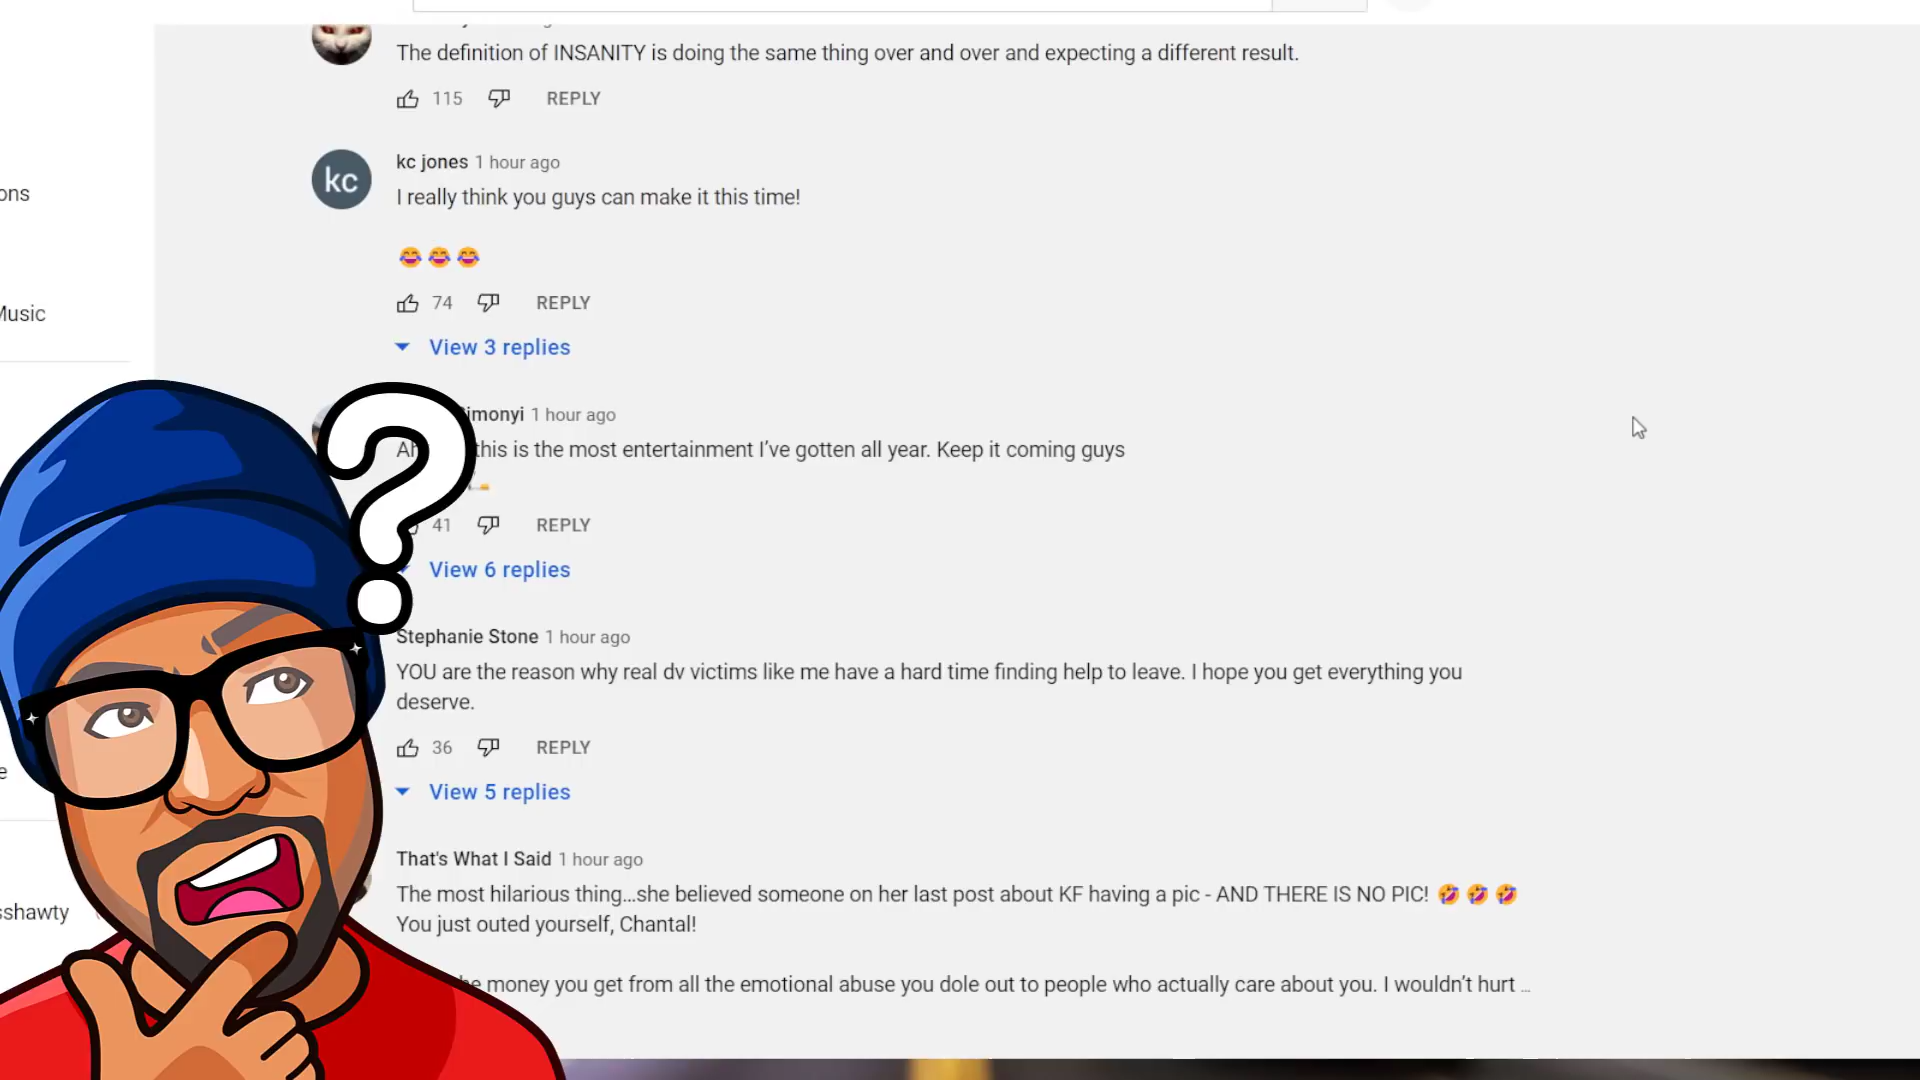 The definition of INSANITY is doing the same thing over and over and expecting a different result.
115 REPLY
kc
kc jones 1 hour ago
I really think you guys can make it this time!
74 REPLY
View 3 replies
imonyi 1 hour ago
this is the most entertainment I've gotten all year. Keep it coming guys
41 REPLY
View 6 replies
Stephanie Stone 1 hour ago
YOU are the reason why real dv victims like me have a hard time finding help to leave. I hope you get everything you
deserve.
36 REPLY
View 5 replies
That's What I Said 1 hour ago
The most hilarious thing...she believed someone on her last post about KF having a pic - AND THERE IS NO PIC!
You just outed yourself, Chantal!
money you get from all the emotional abuse you dole out to people who actually care about you. I wouldn't hurt ...
ons
Music
e
sshawty
?